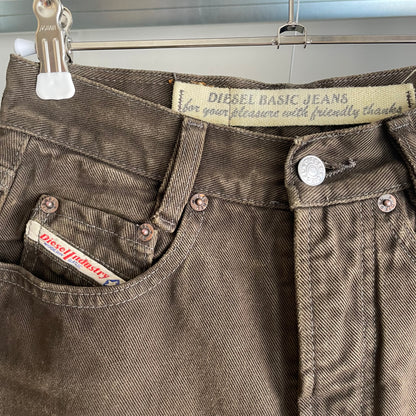 DIESEL BASIC JEANS
for your pleasure with friendly thanks
Diesel Industry